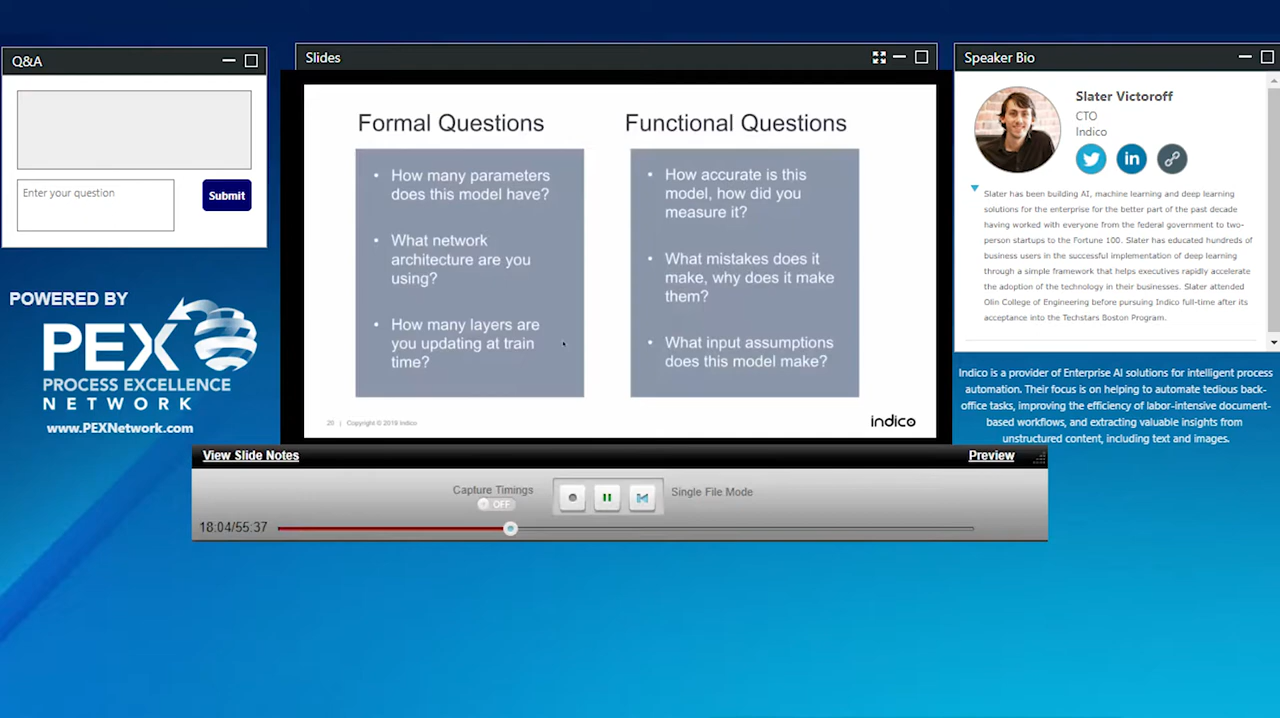 Q&A
Enter your question
Submit
POWERED BY
PEX
PROCESS EXCELLENCE
NETWORK
www.PEXNetwork.com
Slides
Formal Questions
• How many parameters
does this model have?
• What network
architecture are you
using?
• How many layers are
you updating at train
time?
Functional Questions
• How accurate is this
model, how did you
measure it?
• What mistakes does it
make, why does it make
them?
• What input assumptions
does this model make?
20 | Copyright © 2019 Indico
indico
View Slide Notes
Preview
Capture Timings
OFF
Single File Mode
18:04/55:37
Speaker Bio
Slater Victoroff
CTO
Indico
in
Slater has been building AI, machine learning and deep learning
solutions for the enterprise for the better part of the past decade
having worked with everyone from the federal government to two-
person startups to the Fortune 100. Slater has educated hundreds of
business users in the successful implementation of deep learning
through a simple framework that helps executives rapidly accelerate
the adoption of the technology in their businesses. Slater attended
Olin College of Engineering before pursuing Indico full-time after its
acceptance into the Techstars Boston Program.
Indico is a provider of Enterprise AI solutions for intelligent process
automation. Their focus is on helping to automate tedious back-
office tasks, improving the efficiency of labor-intensive document-
based workflows, and extracting valuable insights from
unstructured content, including text and images.